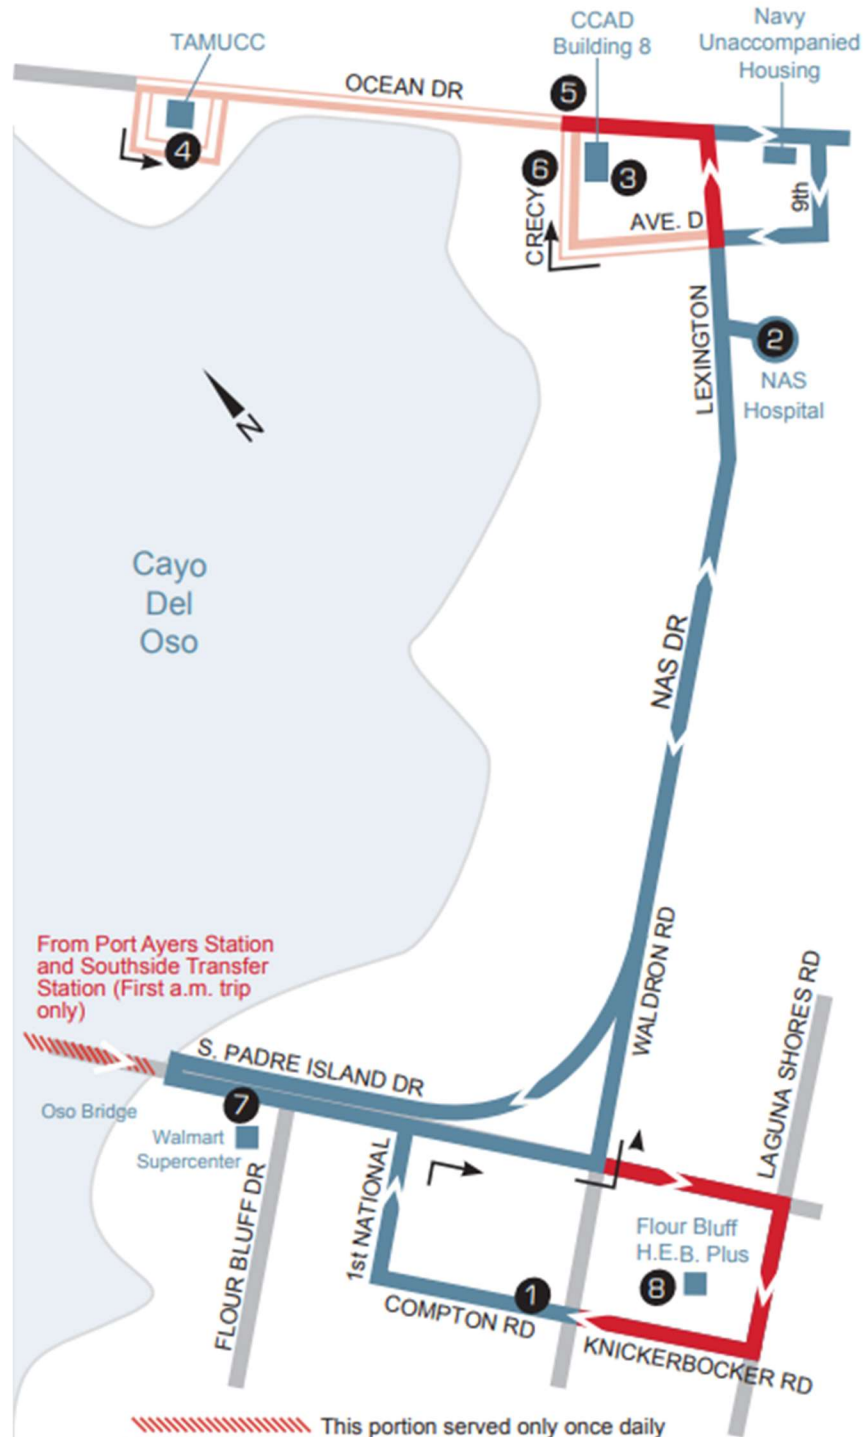 CCAD
Building 8
Navy
Unaccompanied
Housing
TAMUCC
OCEAN DR
5
4
6
3
CRECY
AVE. D
9th
LEXINGTON
2
NAS
Hospital
N
Cayo
Del
Oso
NAS DR
From Port Ayers Station
and Southside Transfer
Station (First a.m. trip
only)
WALDRON RD
LAGUNA SHORES RD
S. PADRE ISLAND DR
Oso Bridge
7
Walmart
Supercenter
FLOUR BLUFF DR
1st NATIONAL
Flour Bluff
H.E.B. Plus
8
1
COMPTON RD
KNICKERBOCKER RD
This portion served only once daily